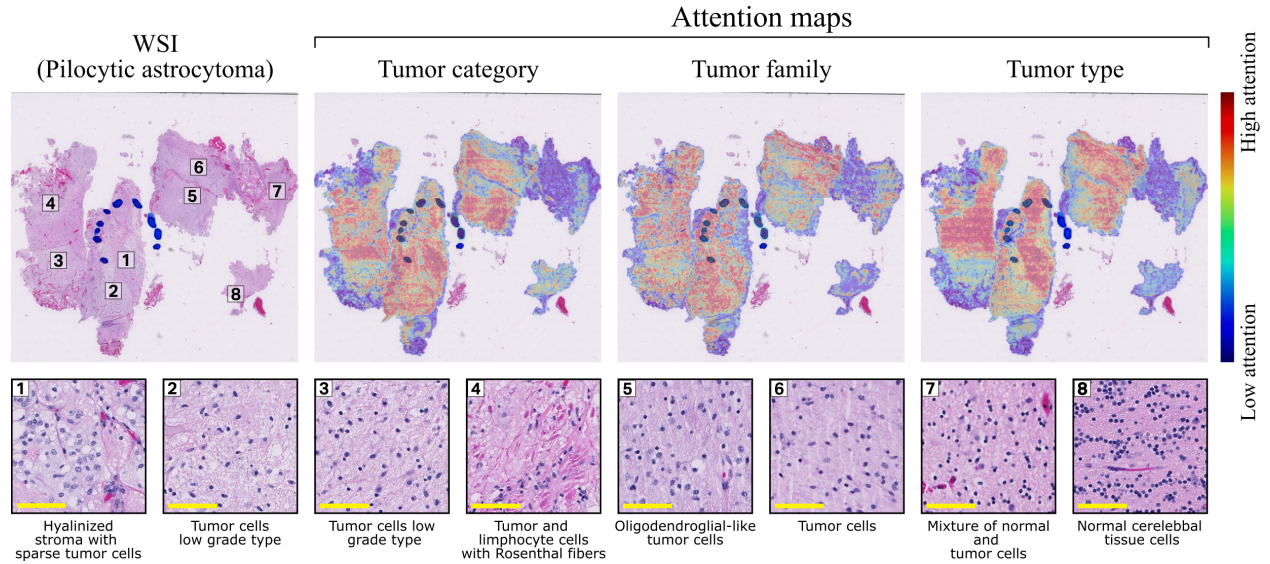 Attention maps
WSI
(Pilocytic astrocytoma)
Tumor category
Tumor family
Tumor type
High attention
Low attention
1
2
3
4
5
6
7
8
1
2
3
4
5
6
7
8
Hyalinized
stroma with
sparse tumor cells
Tumor cells
low grade type
Tumor cells low
grade type
Tumor and
limphocyte cells
with Rosenthal fibers
Oligodendroglial-like
tumor cells
Tumor cells
Mixture of normal
and
tumor cells
Normal cerelebbal
tissue cells